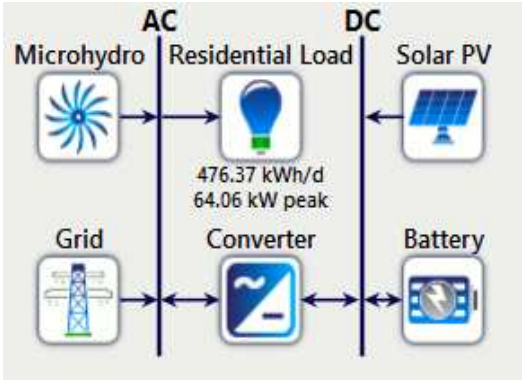 AC DC
Microhydro Residential Load Solar PV
476.37 kWh/d
64.06 kW peak
Grid Converter Battery